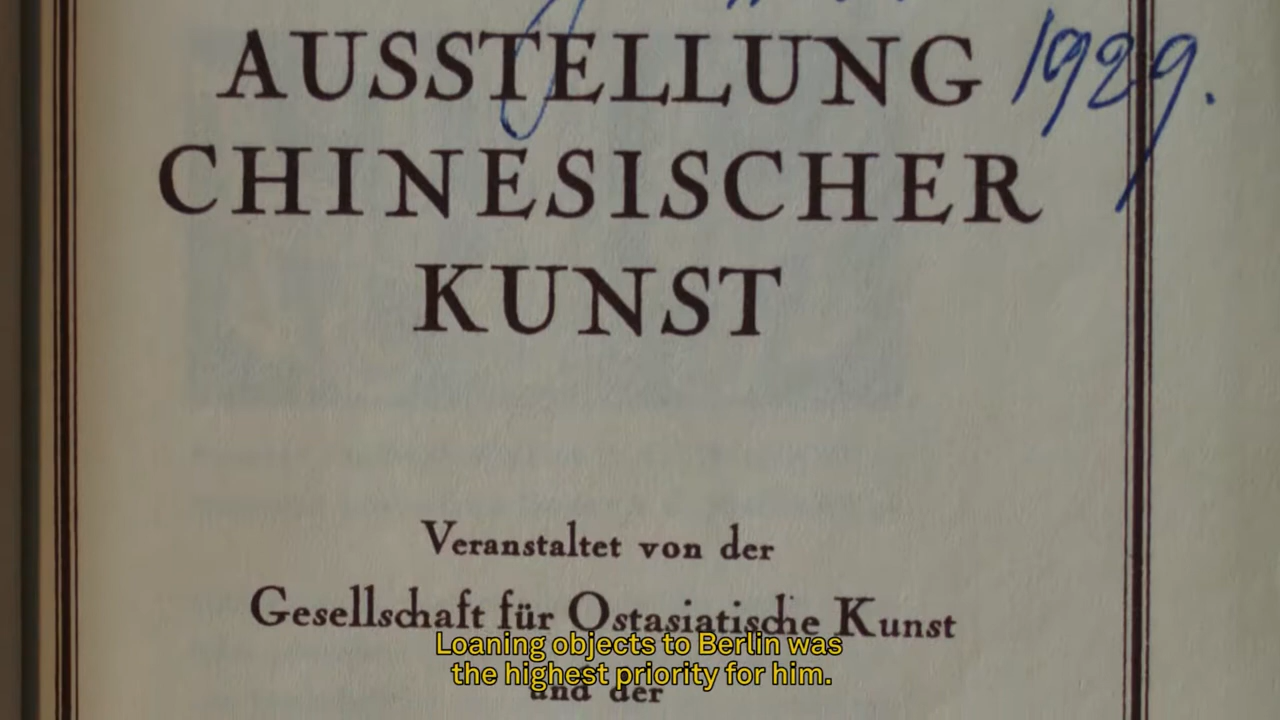 AUSSTELLUNG 1929.
CHINESISCHER
KUNST
Veranstaltet von der
Gesellschaft für Ostasiatische Kunst
Loaning objects to Berlin was
the highest priority for him.
und der